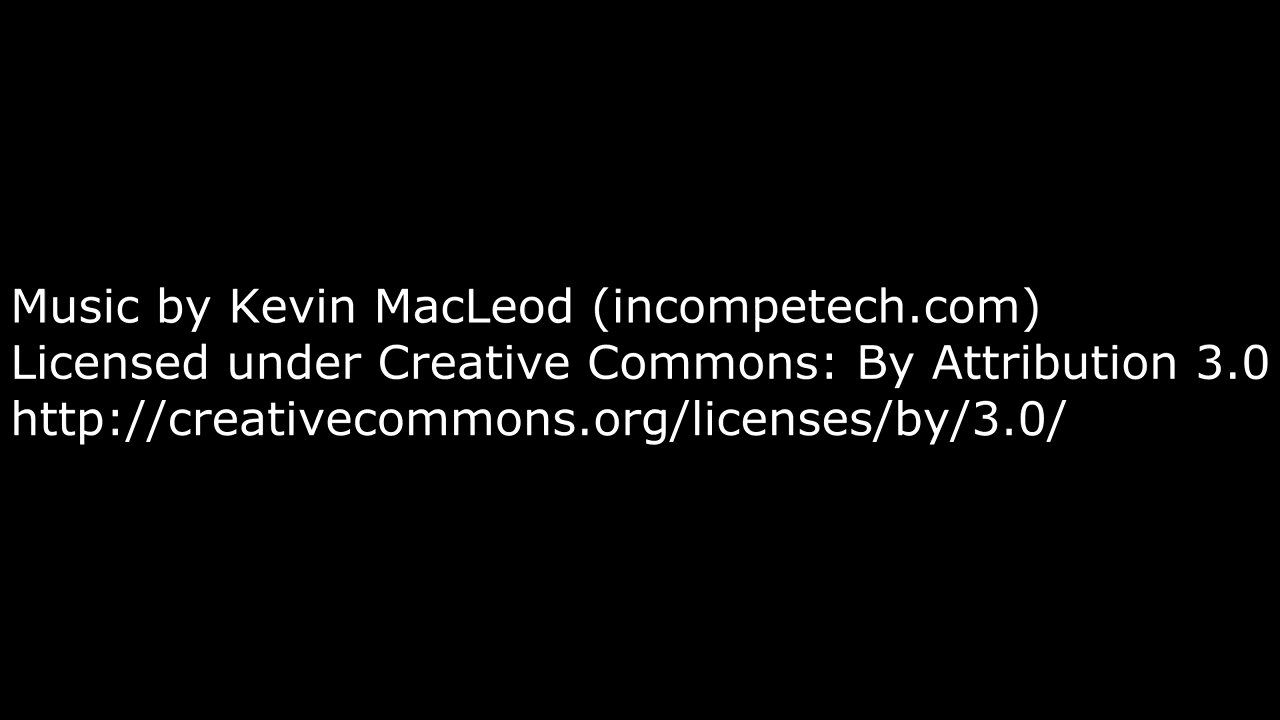 Music by Kevin MacLeod (incompetech.com)
Licensed under Creative Commons: By Attribution 3.0
http://creativecommons.org/licenses/by/3.0/